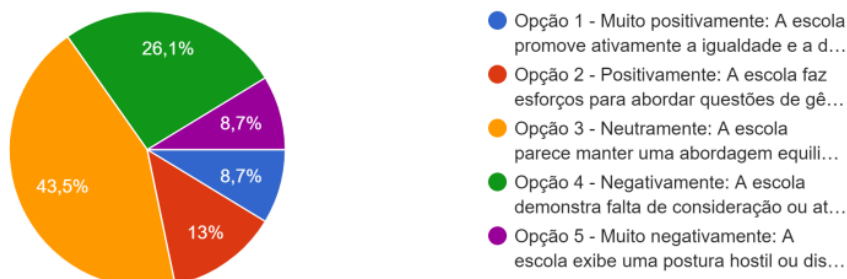 26,1%
8,7%
8,7%
13%
43,5%
Opção 1 - Muito positivamente: A escola
promove ativamente a igualdade e a d…
Opção 2 - Positivamente: A escola faz
esforços para abordar questões de gê…
Opção 3 - Neutramente: A escola
parece manter uma abordagem equili…
Opção 4 - Negativamente: A escola
demonstra falta de consideração ou at…
Opção 5 - Muito negativamente: A
escola exibe uma postura hostil ou dis…